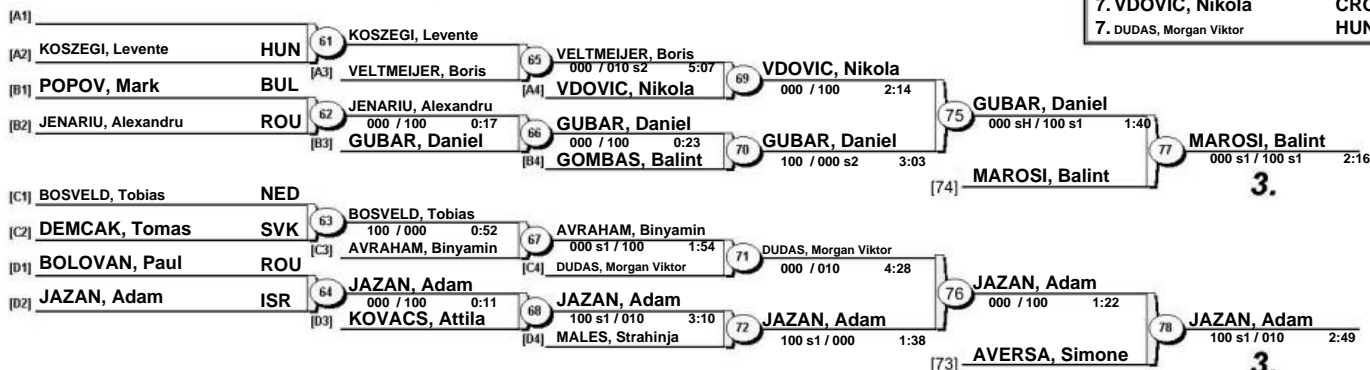 7. VDOVIC, Nikola CRO
7. DUDAS, Morgan Viktor HUN
[A1]
[A2] KOSZEGI, Levente HUN
61
KOSZEGI, Levente
[A3] VELTMEIJER, Boris
65
VELTMEIJER, Boris
000 / 010 s2 5:07
[A4] VDOVIC, Nikola
69
VDOVIC, Nikola
000 / 100 2:14
[B1] POPOV, Mark BUL
[B2] JENARIU, Alexandru ROU
62
JENARIU, Alexandru
000 / 100 0:17
[B3] GUBAR, Daniel
66
GUBAR, Daniel
000 / 100 0:23
[B4] GOMBAS, Balint
70
GUBAR, Daniel
100 / 000 s2 3:03
75
GUBAR, Daniel
000 sH / 100 s1 1:40
[74] MAROSI, Balint
77
MAROSI, Balint
000 s1 / 100 s1 2:16
3.
[C1] BOSVELD, Tobias NED
[C2] DEMCAK, Tomas SVK
63
BOSVELD, Tobias
100 / 000 0:52
[C3] AVRAHAM, Binyamin
67
AVRAHAM, Binyamin
000 s1 / 100 1:54
[C4] DUDAS, Morgan Viktor
71
DUDAS, Morgan Viktor
000 / 010 4:28
[D1] BOLOVAN, Paul ROU
[D2] JAZAN, Adam ISR
64
JAZAN, Adam
000 / 100 0:11
[D3] KOVACS, Attila
68
JAZAN, Adam
100 s1 / 010 3:10
[D4] MALES, Strahinja
72
JAZAN, Adam
100 s1 / 000 1:38
76
JAZAN, Adam
000 / 100 1:22
[73] AVERSA, Simone
78
JAZAN, Adam
100 s1 / 010 2:49
3.